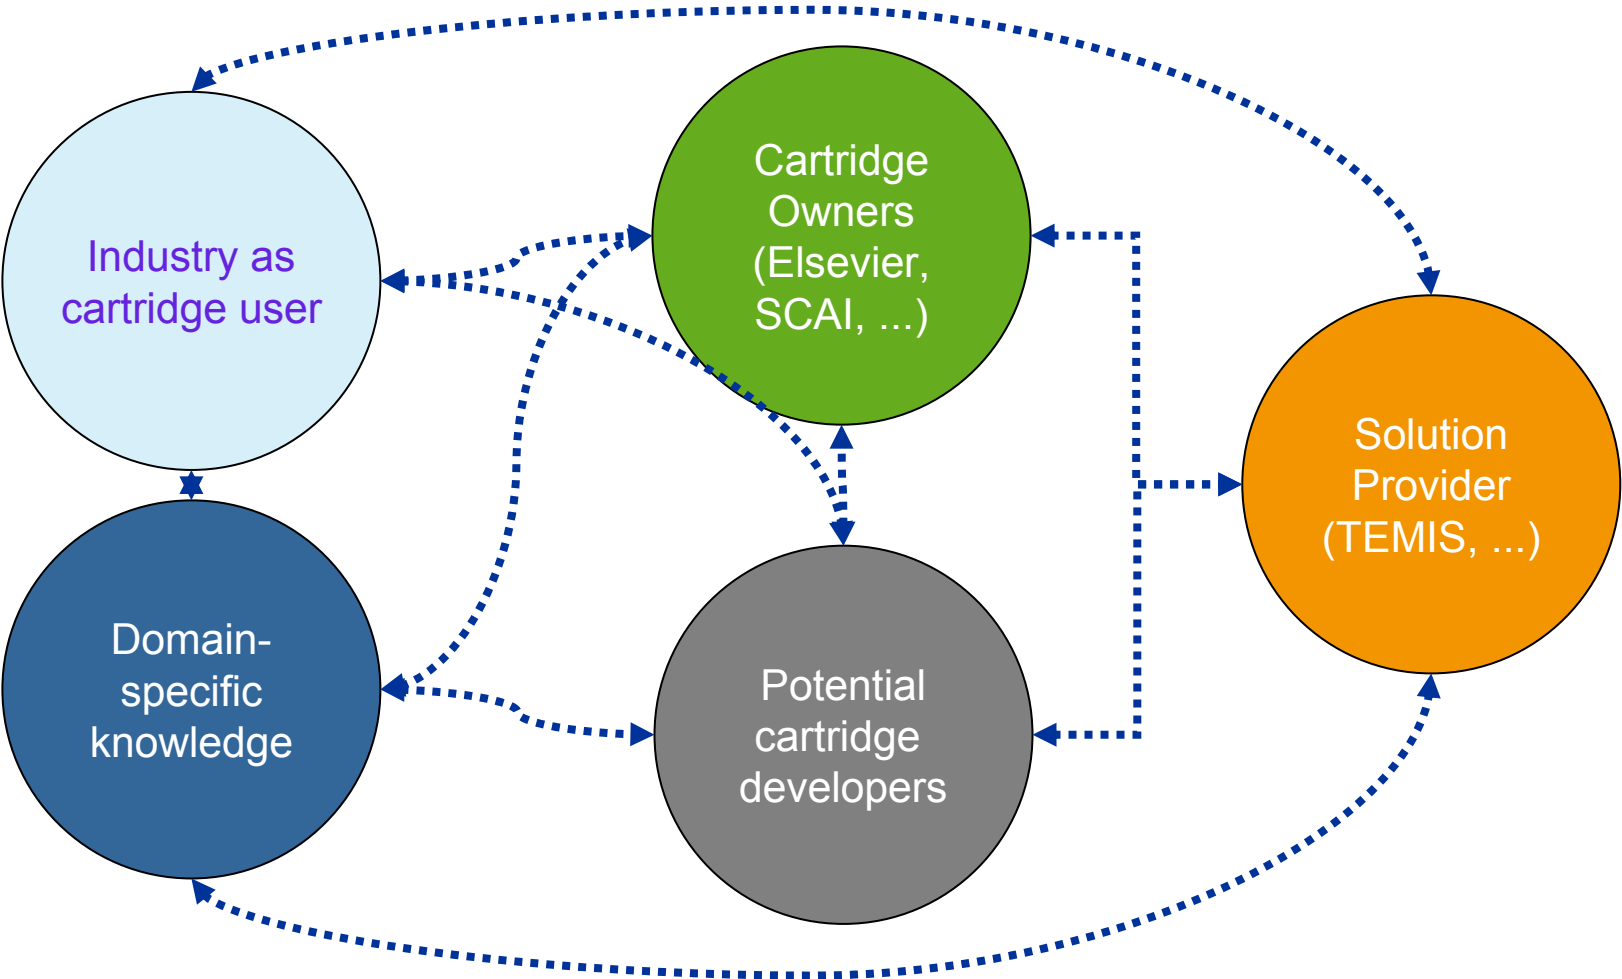 Industry as
cartridge user
Cartridge
Owners
(Elsevier,
SCAI, ...)
Solution
Provider
(TEMIS, ...)
Domain-
specific
knowledge
Potential
cartridge
developers